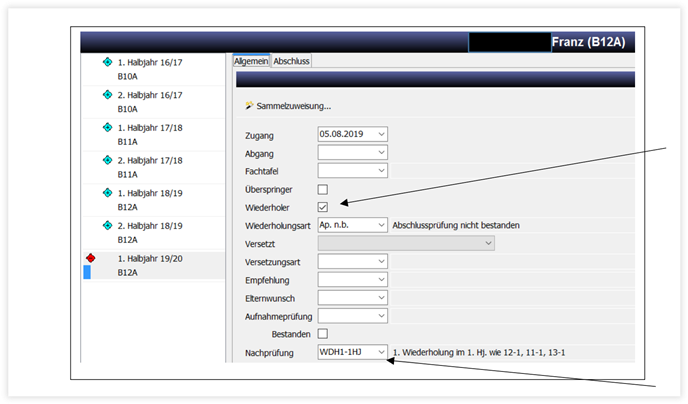 Franz (B12A)
1. Halbjahr 16/17
B10A
2. Halbjahr 16/17
B10A
1. Halbjahr 17/18
B11A
2. Halbjahr 17/18
B11A
1. Halbjahr 18/19
B12A
2. Halbjahr 18/19
B12A
1. Halbjahr 19/20
B12A
Allgemein Abschluss
Sammelzuweisung...
Zugang 05.08.2019
Abgang
Fachtafel
Überspringer
Wiederholer
Wiederholungsart Ap. n.b. Abschlussprüfung nicht bestanden
Versetzt
Versetzungsart
Empfehlung
Elternwunsch
Aufnahmeprüfung
Bestanden
Nachprüfung WDH1-1HJ 1. Wiederholung im 1. Hj. wie 12-1, 11-1, 13-1